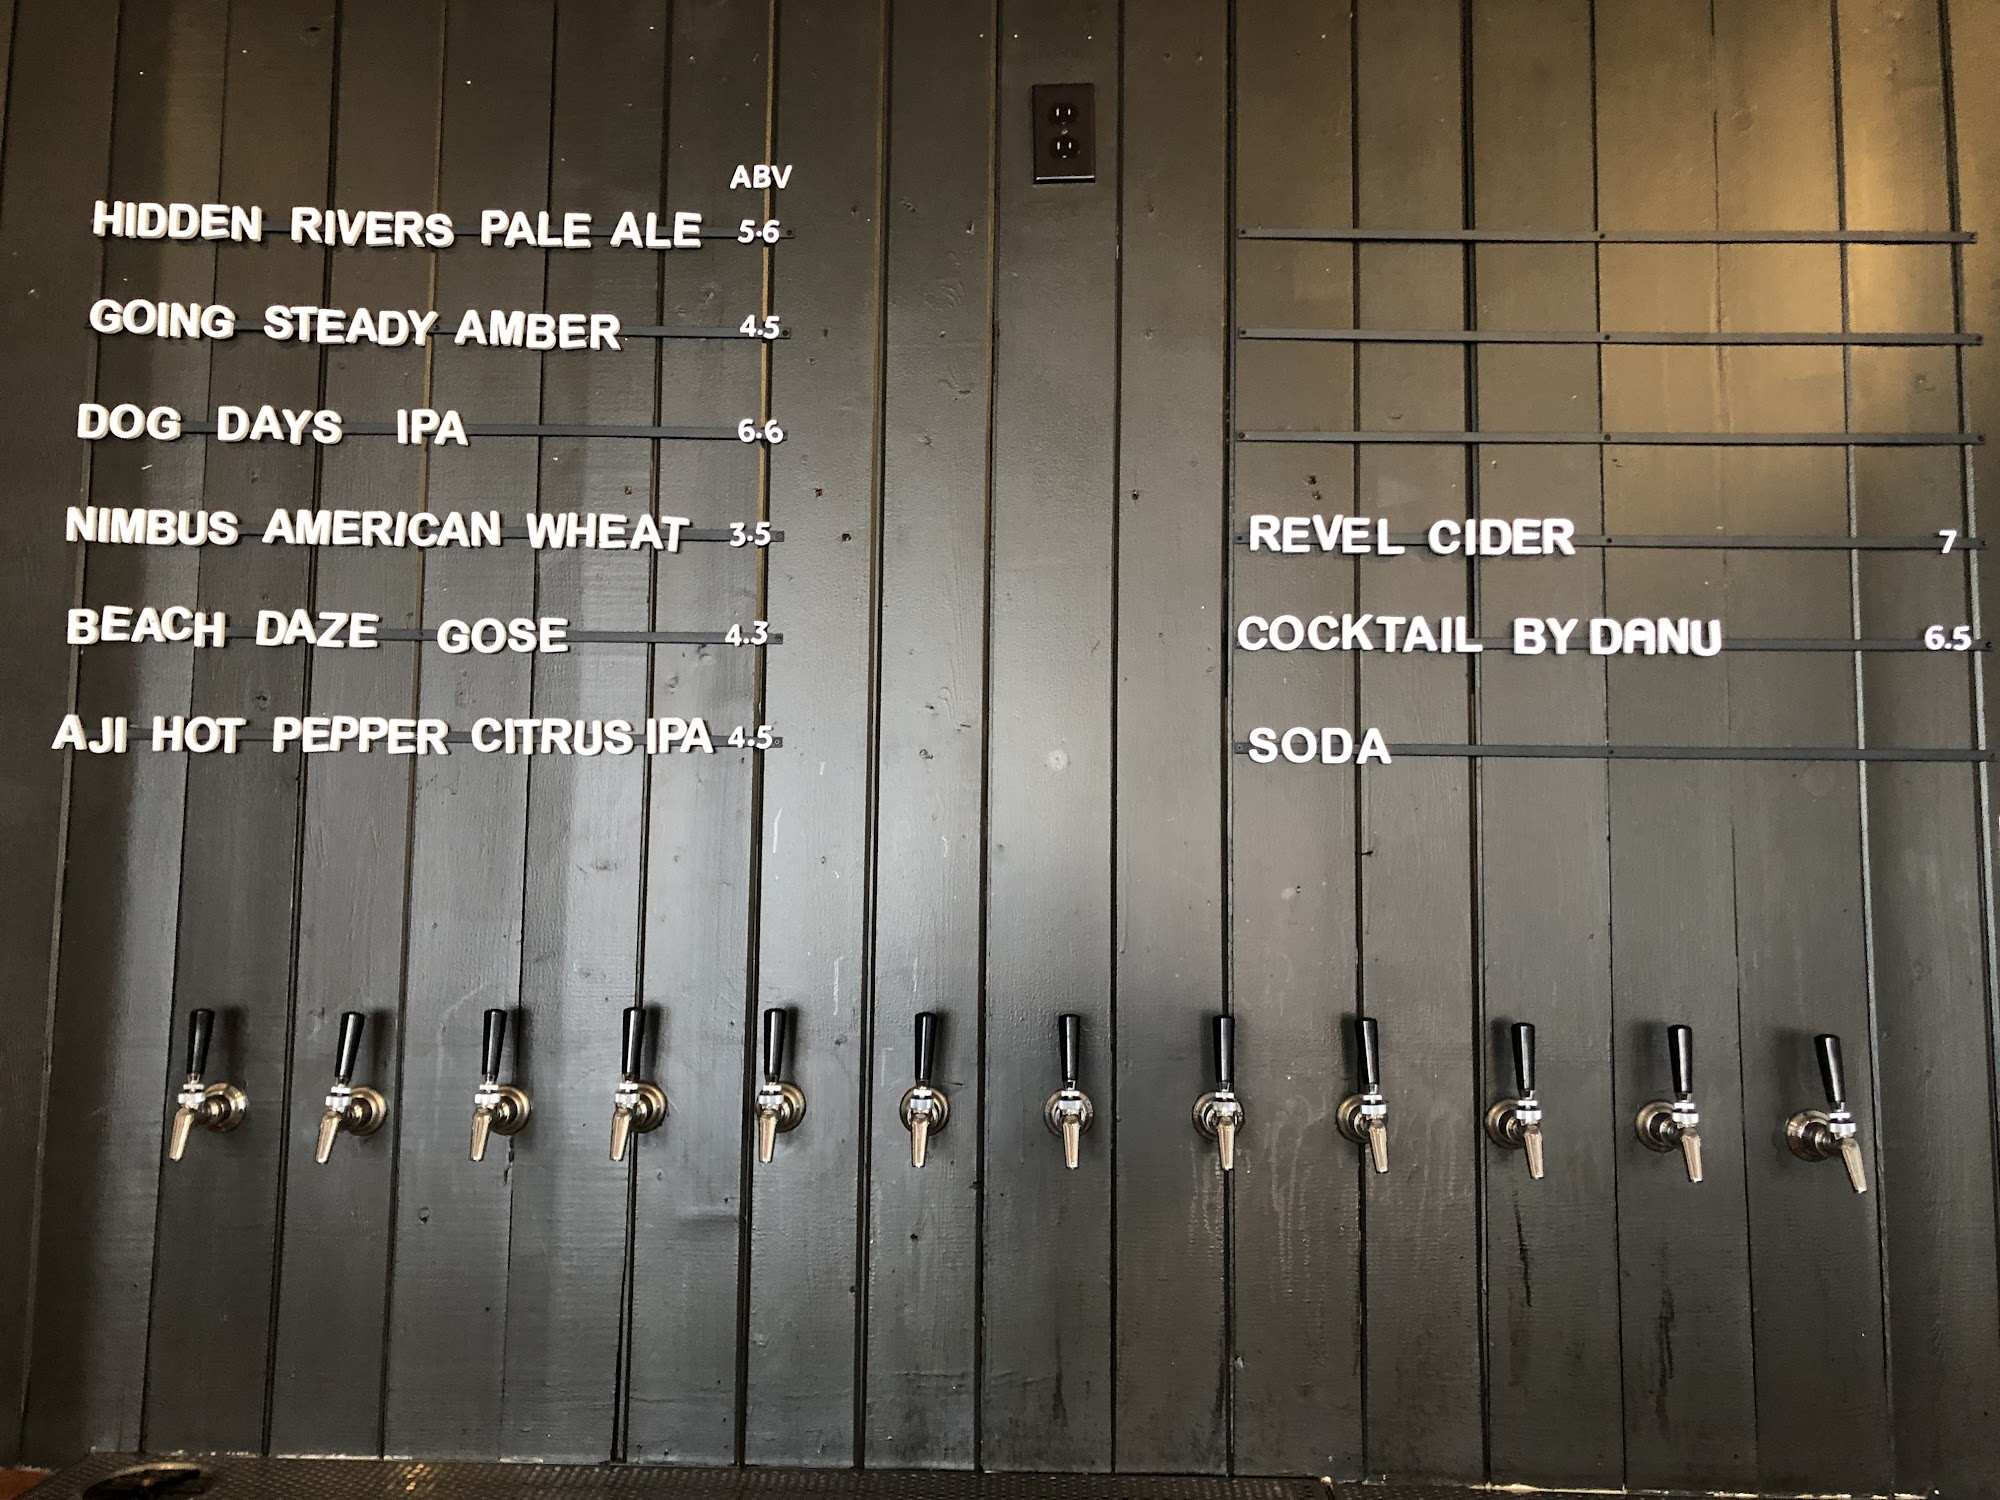 ABV
HIDDEN RIVERS PALE ALE 5.6
GOING STEADY AMBER 4.5
DOG DAYS IPA 6.6
NIMBUS AMERICAN WHEAT 3.5
BEACH DAZE GOSE 4.3
AJI HOT PEPPER CITRUS IPA 4.5
REVEL CIDER 7
COCKTAIL BY DANU 6.5
SODA